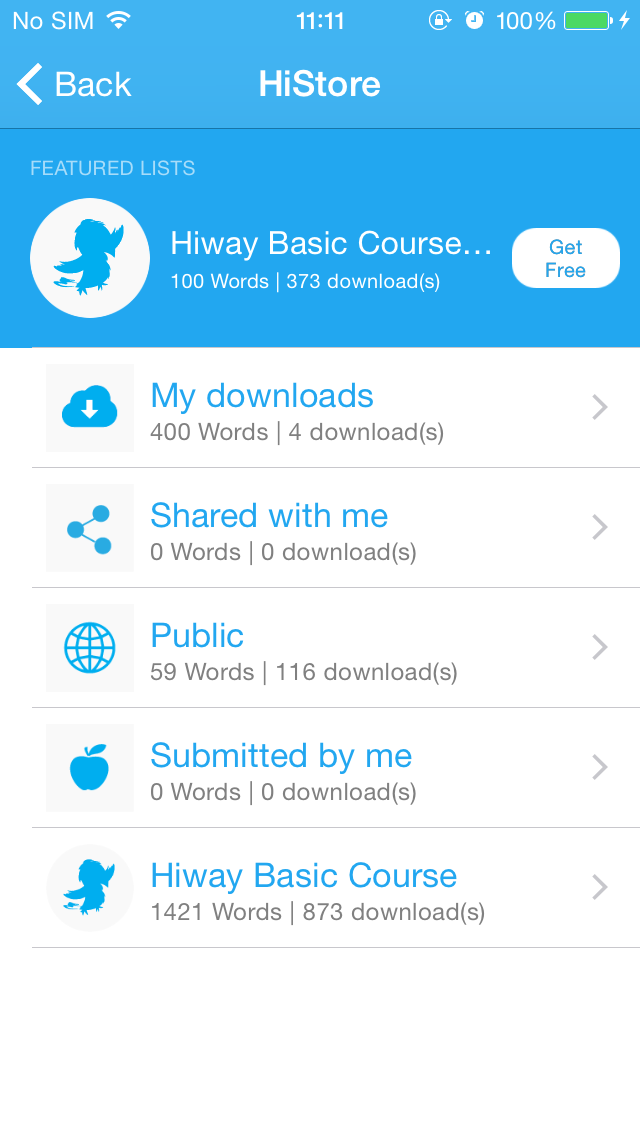 No SIM 11:11 100%
Back HiStore
FEATURED LISTS
Hiway Basic Course...
100 Words | 373 download(s)
Get
Free
My downloads
400 Words | 4 download(s)
Shared with me
0 Words | 0 download(s)
Public
59 Words | 116 download(s)
Submitted by me
0 Words | 0 download(s)
Hiway Basic Course
1421 Words | 873 download(s)